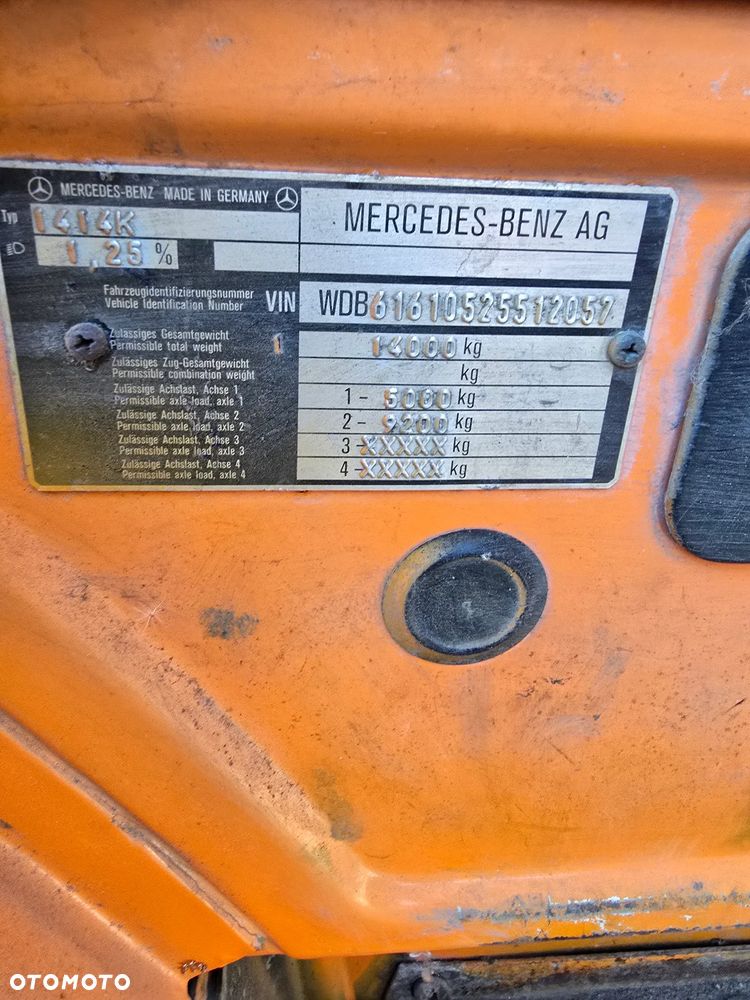 MERCEDES-BENZ MADE IN GERMANY
Typ 1414K
1,25 %
MERCEDES-BENZ AG
Fahrzeugidentifizierungsnummer
Vehicle Identification Number VIN WDB61610525512057
Zulässiges Gesamtgewicht
Permissible total weight 1 14000 kg
Zulässiges Zug-Gesamtgewicht
Permissible combination weight kg
Zulässige Achslast, Achse 1
Permissible axle load, axle 1 1- kg
Zulässige Achslast, Achse 2
Permissible axle load, axle 2 2- 9200 kg
Zulässige Achslast, Achse 3
Permissible axle load, axle 3 3- XXXXX kg
Zulässige Achslast, Achse 4
Permissible axle load, axle 4 4- XXXXX kg
OTOMOTO